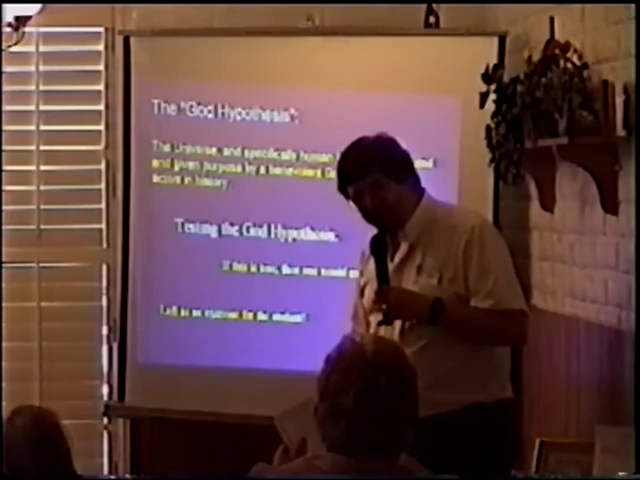 The "God Hypothesis":
The Universe, and specifically human
and given purpose by a benevolent
active in history.
Testing the God Hypothesis.
If this is true, then one would
Left as an exercise for the student!